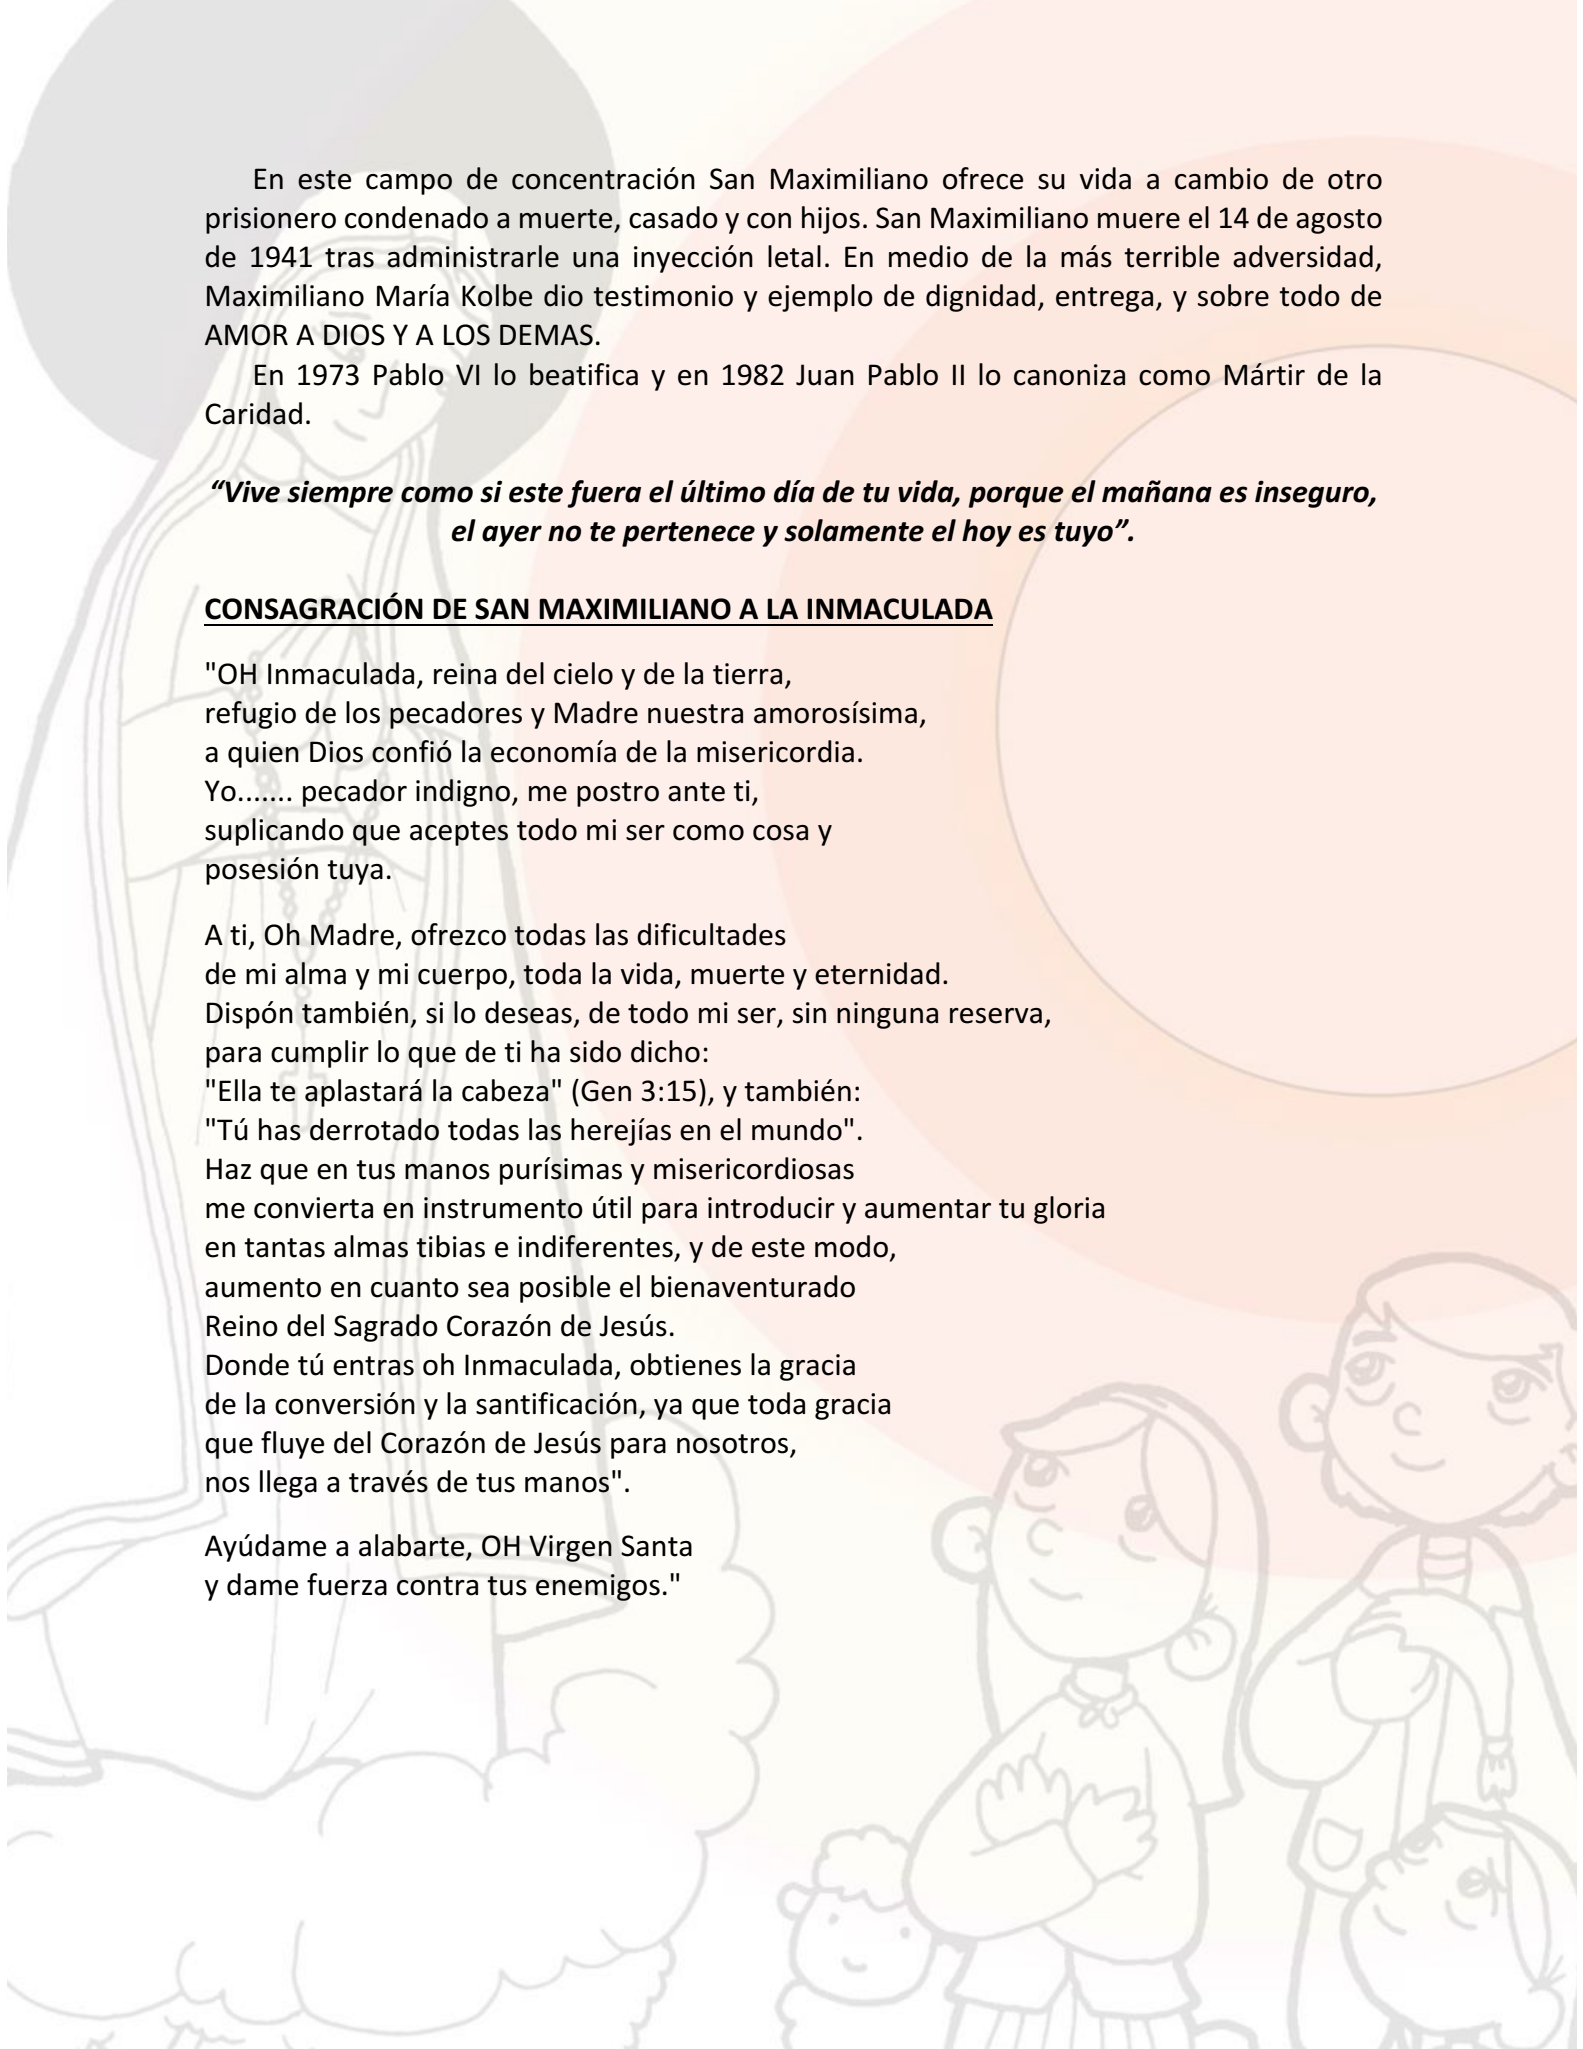 En este campo de concentración San Maximiliano ofrece su vida a cambio de otro
prisionero condenado a muerte, casado y con hijos. San Maximiliano muere el 14 de agosto
de 1941 tras administrarle una inyección letal. En medio de la más terrible adversidad,
Maximiliano María Kolbe dio testimonio y ejemplo de dignidad, entrega, y sobre todo de
AMOR A DIOS Y A LOS DEMAS.
En 1973 Pablo VI lo beatifica y en 1982 Juan Pablo II lo canoniza como Mártir de la
Caridad.
“Vive siempre como si este fuera el último día de tu vida, porque el mañana es inseguro,
el ayer no te pertenece y solamente el hoy es tuyo”.
CONSAGRACIÓN DE SAN MAXIMILIANO A LA INMACULADA
"OH Inmaculada, reina del cielo y de la tierra,
refugio de los pecadores y Madre nuestra amorosísima,
a quien Dios confió la economía de la misericordia.
Yo....... pecador indigno, me postro ante ti,
suplicando que aceptes todo mi ser como cosa y
posesión tuya.
A ti, Oh Madre, ofrezco todas las dificultades
de mi alma y mi cuerpo, toda la vida, muerte y eternidad.
Dispón también, si lo deseas, de todo mi ser, sin ninguna reserva,
para cumplir lo que de ti ha sido dicho:
"Ella te aplastará la cabeza" (Gen 3:15), y también:
"Tú has derrotado todas las herejías en el mundo".
Haz que en tus manos purísimas y misericordiosas
me convierta en instrumento útil para introducir y aumentar tu gloria
en tantas almas tibias e indiferentes, y de este modo,
aumento en cuanto sea posible el bienaventurado
Reino del Sagrado Corazón de Jesús.
Donde tú entras oh Inmaculada, obtienes la gracia
de la conversión y la santificación, ya que toda gracia
que fluye del Corazón de Jesús para nosotros,
nos llega a través de tus manos".
Ayúdame a alabarte, OH Virgen Santa
y dame fuerza contra tus enemigos."